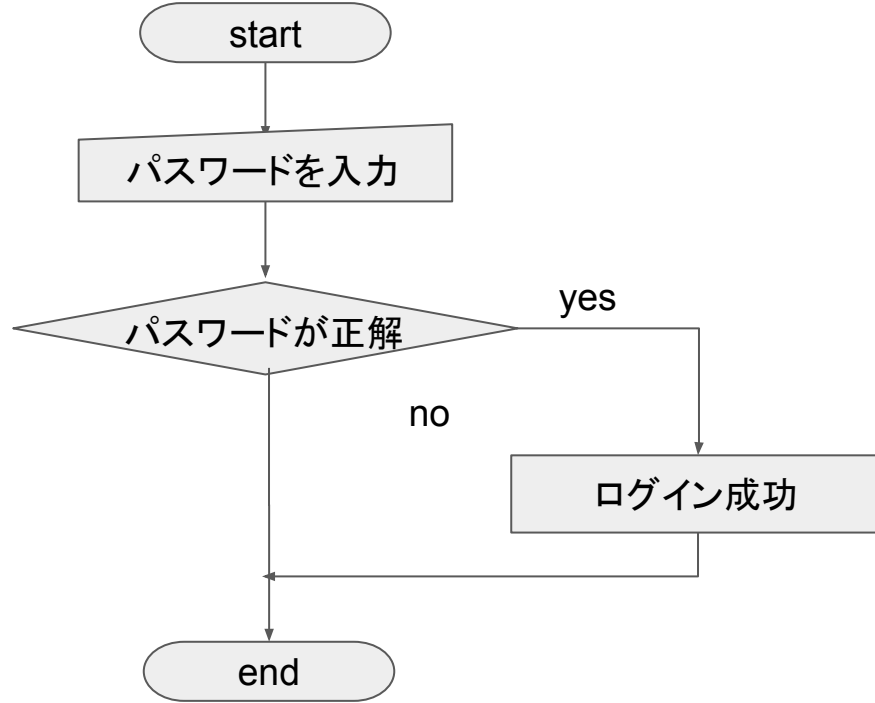 start
パスワードを入力
パスワードが正解
yes
no
ログイン成功
end